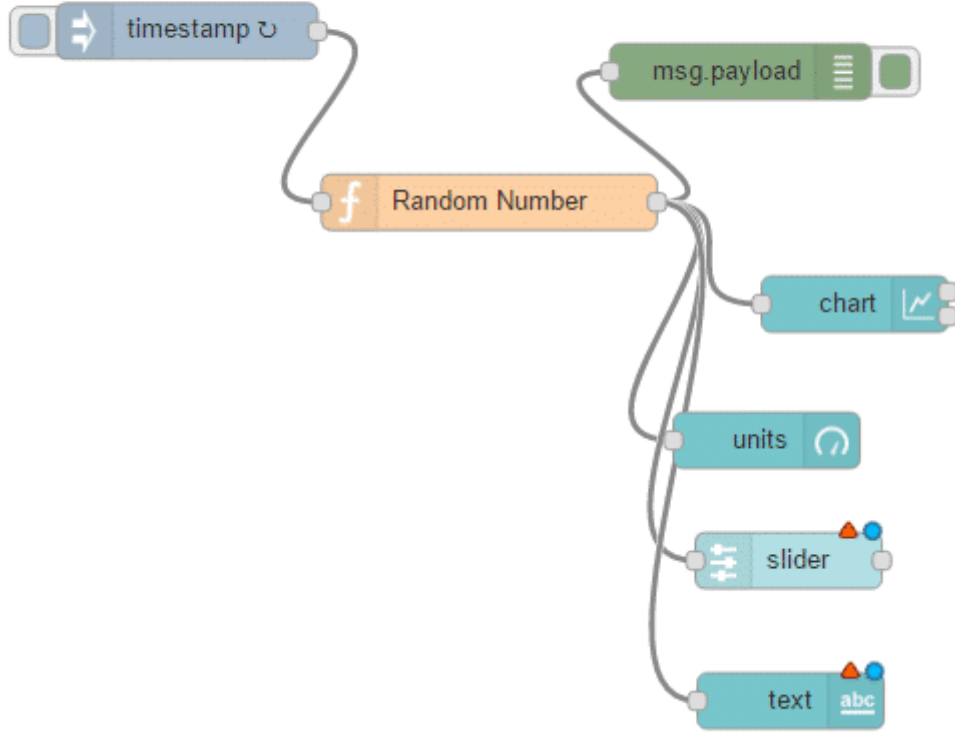 timestamp ↻
msg.payload
Random Number
chart
units
slider
text
abc